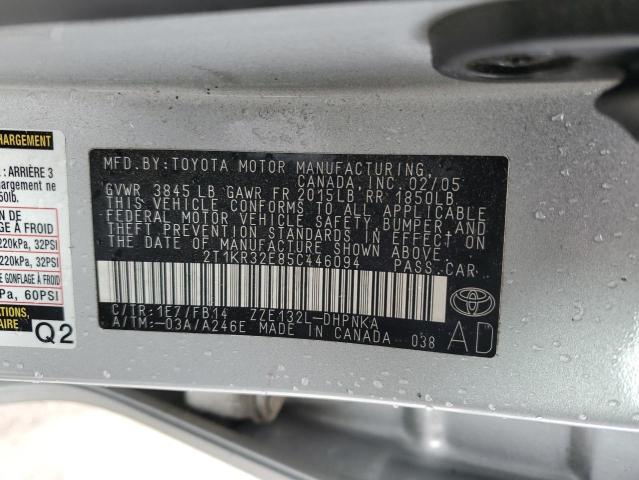 HARGEMENT
: ARRIÈRE 3
argement ne
50lb.
N DE
À FROID
220kPa, 32PSI
220kPa, 32PSI
GONFLAGE À FROID
Pa, 60PSI
ATIONS,
AIRE
Q2
MFD. BY: TOYOTA MOTOR MANUFACTURING,
CANADA, INC. 02/05
GVWR 3845 LB GAWR FR 2015LB RR 1850LB
THIS VEHICLE CONFORMS TO ALL APPLICABLE
FEDERAL MOTOR VEHICLE SAFETY, BUMPER, AND
THEFT PREVENTION STANDARDS IN EFFECT ON
THE DATE OF MANUFACTURE SHOWN ABOVE.
2T1KR32E85C446094 PASS. CAR
C/TR: 1E7/FB14 ZZE132L-DHPNKA
A/TM:-03A/A246E MADE IN CANADA 038
TOYOTA
AD